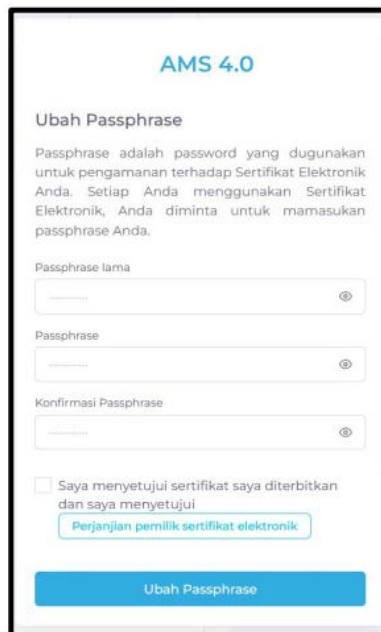 AMS 4.0
Ubah Passphrase
Passphrase adalah password yang dugunakan
untuk pengamanan terhadap Sertifikat Elektronik
Anda. Setiap Anda menggunakan Sertifikat
Elektronik, Anda diminta untuk mamasukan
passphrase Anda.
Passphrase lama
Passphrase
Konfirmasi Passphrase
Saya menyetujui sertifikat saya diterbitkan
dan saya menyetujui
Perjanjian pemilik sertifikat elektronik
Ubah Passphrase